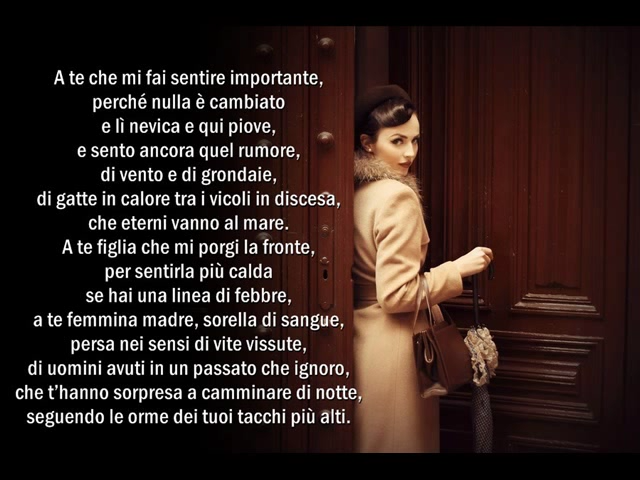 A te che mi fai sentire importante,
perché nulla è cambiato
e lì nevica e qui piove,
e sento ancora quel rumore,
di vento e di grondaie,
di gatte in calore tra i vicoli in discesa,
che eterni vanno al mare.
A te figlia che mi porgi la fronte,
per sentirla più calda
se hai una linea di febbre,
a te femmina madre, sorella di sangue,
persa nei sensi di vite vissute,
di uomini avuti in un passato che ignoro,
che t’hanno sorpresa a camminare di notte,
seguendo le orme dei tuoi tacchi più alti.